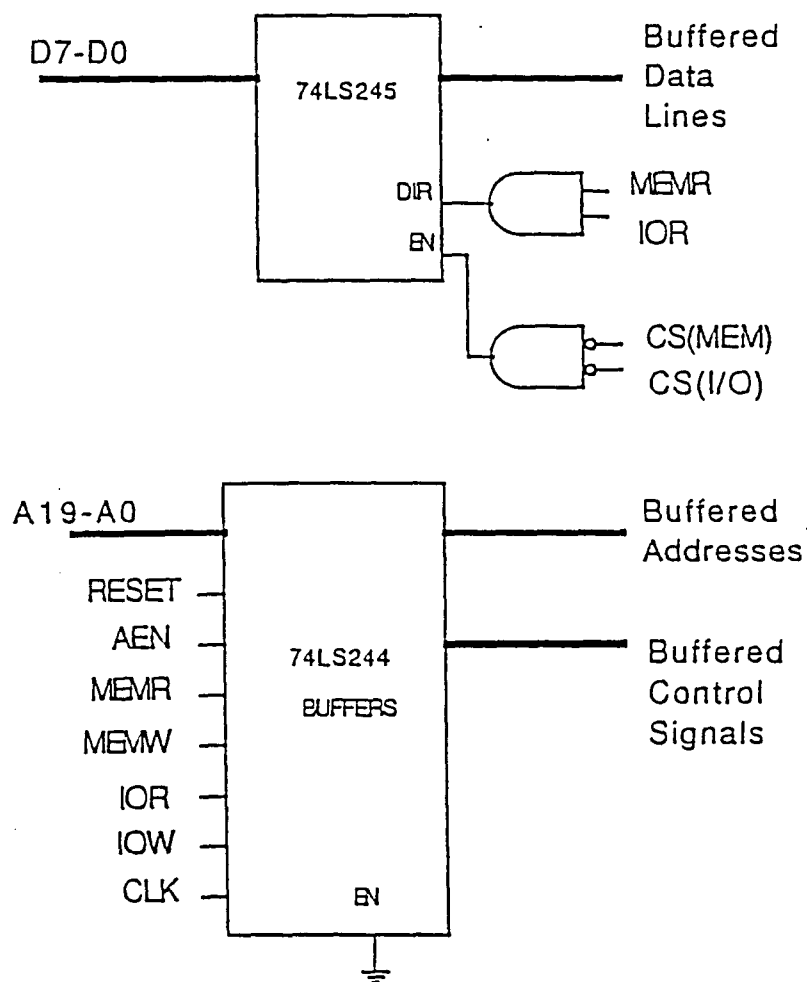 D7-D0
74LS245
Buffered
Data
Lines
DIR
EN
MEMR
IOR
CS(MEM)
CS(I/O)
A19-A0
RESET
AEN
MEMR
MEMW
IOR
IOW
CLK
74LS244
BUFFERS
EN
Buffered
Addresses
Buffered
Control
Signals